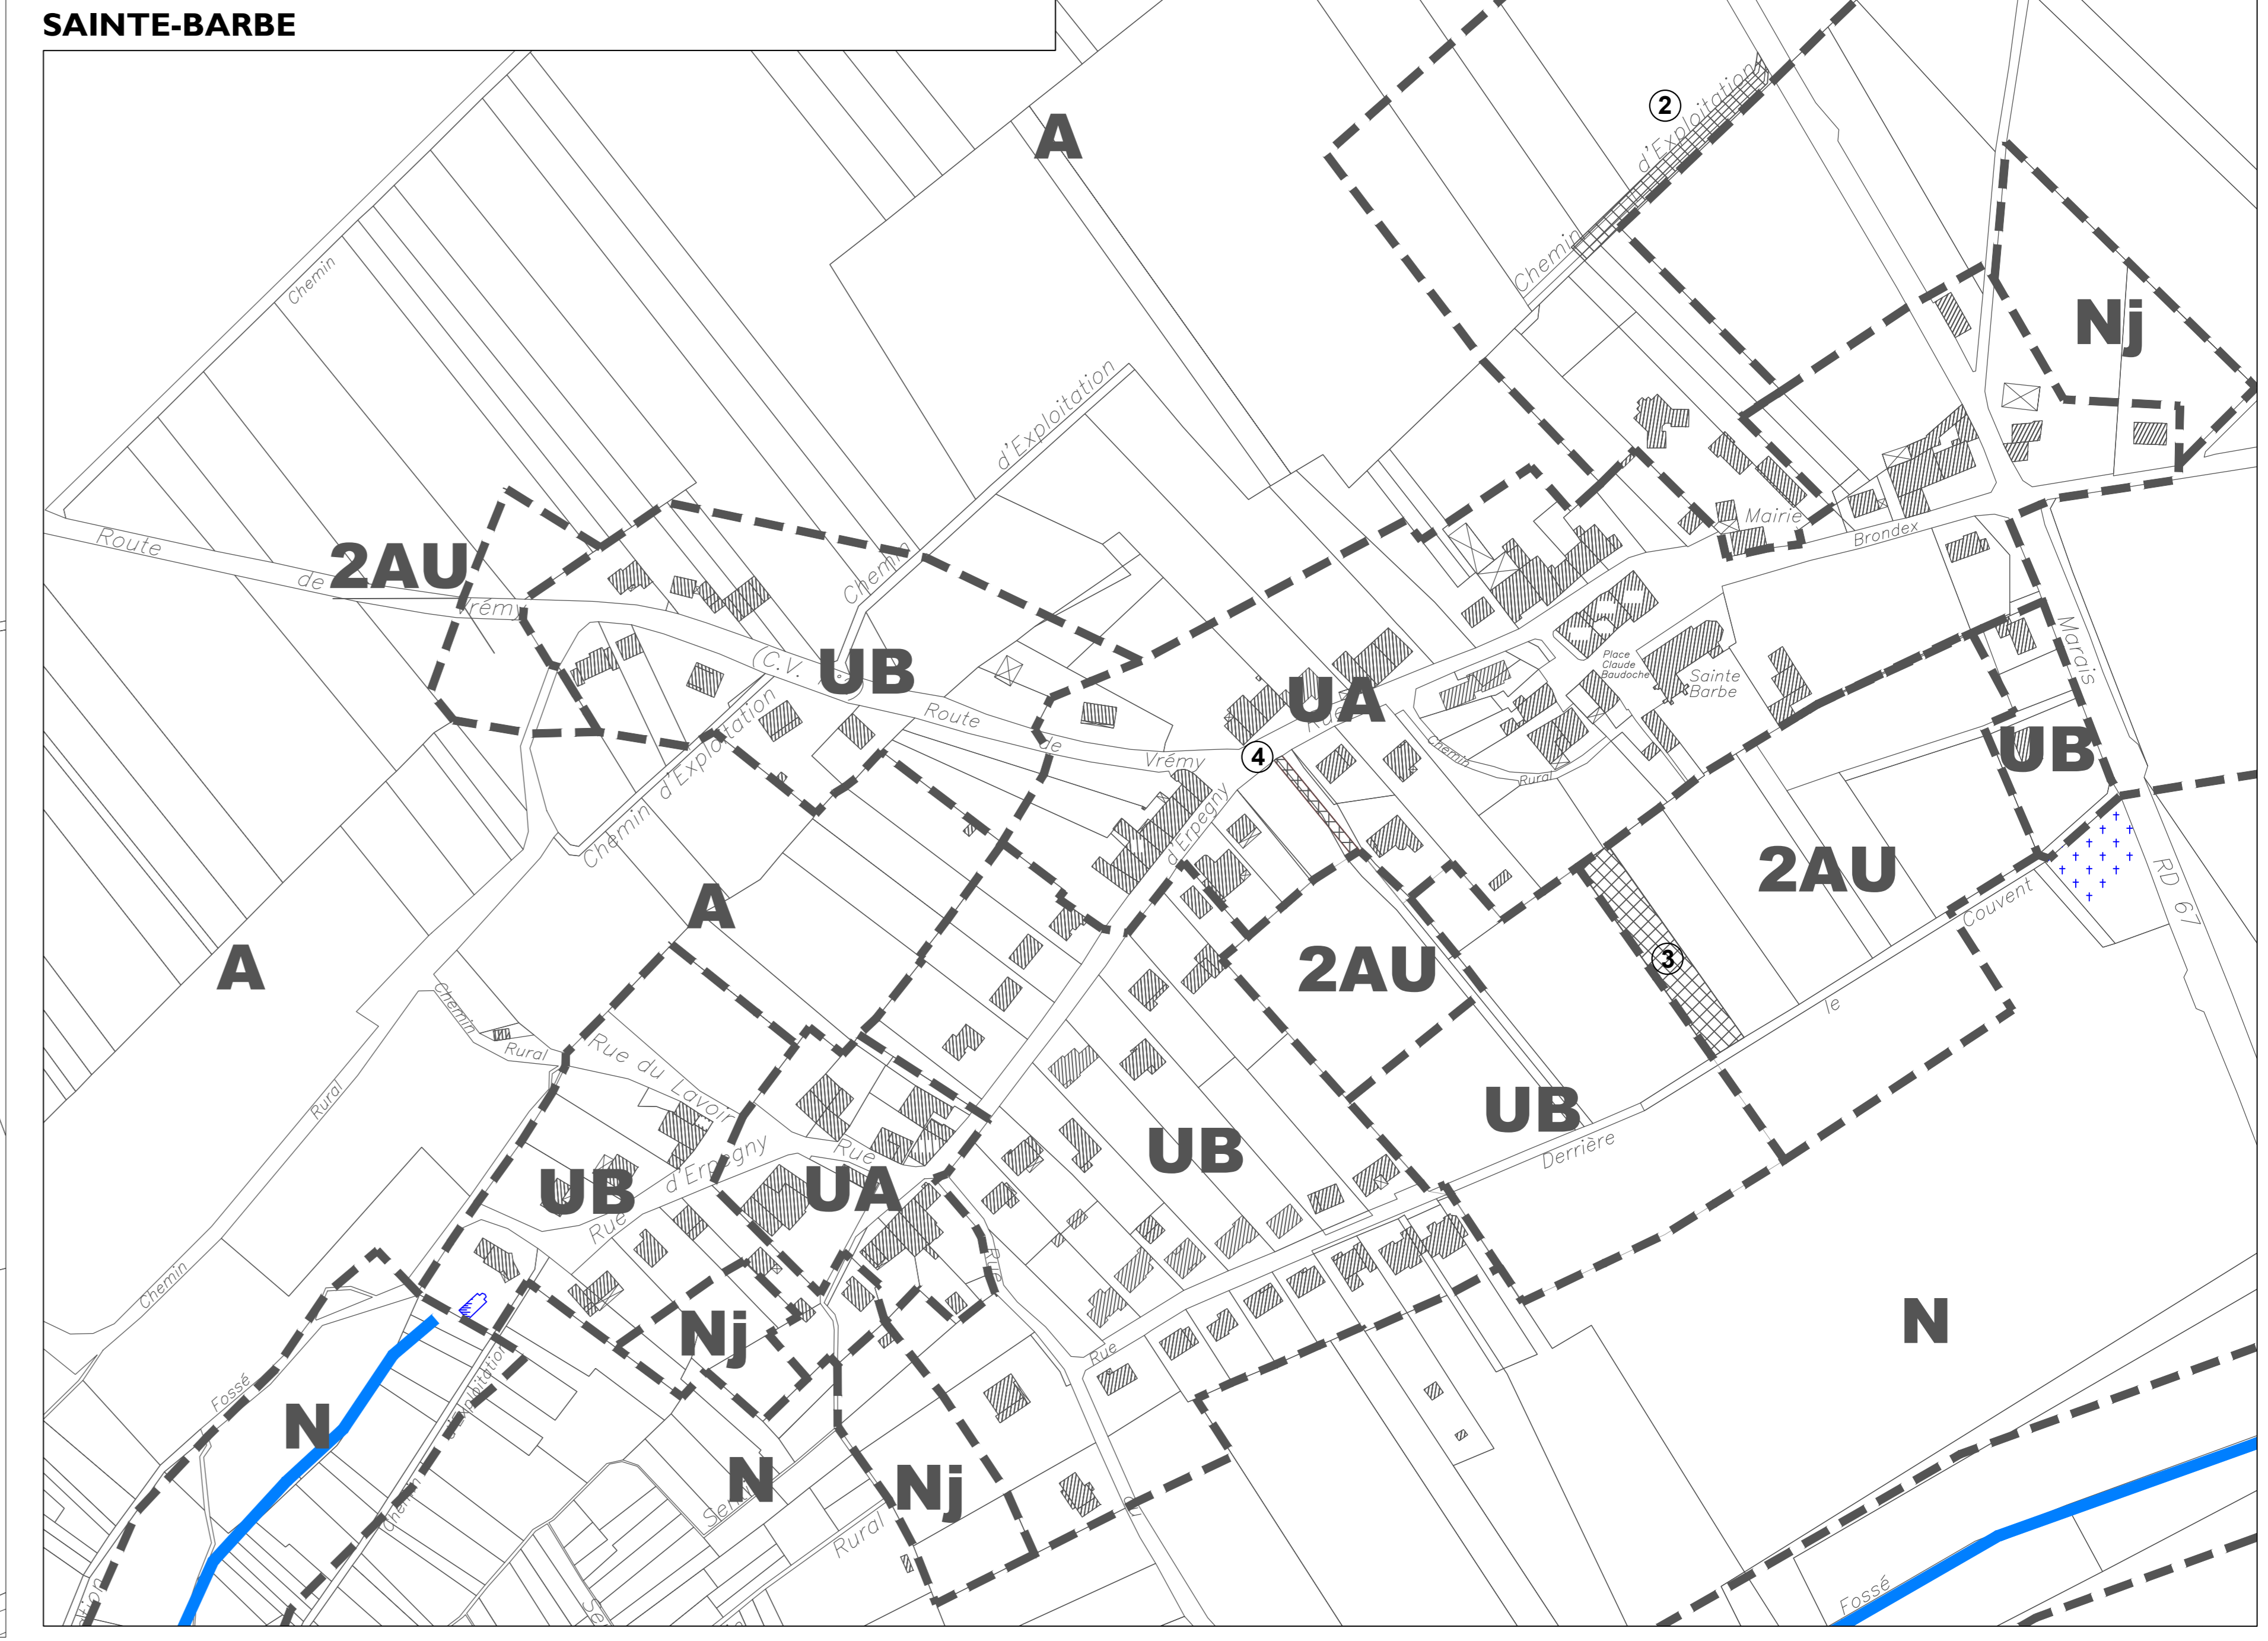 SAINTE-BARBE
A
2
d'Exploitation
Chemin
Chemin
Nj
d'Exploitation
Chemin
Mairie
Brondex
2AU
Route
de
Vrémy
(C.V.
UB
Route
de
Vrémy
UA
Rue
Place
Claude
Baudoche
Sainte
Barbe
Marais
UB
4
Chemin
Rural
d'Erpegny
Chemin
d'Exploitation
2AU
RD 67
Couvent
le
Derrière
A
A
2AU
3
Chemin
Rural
Rue du Lavoir
Rural
UB
UB
Rue
d'Erpegny
Rue
UB
UA
Rue
Chemin
Nj
N
Rue
Fossé
N
d'Exploitation
Chemin
N
Nj
Rural
Fossé